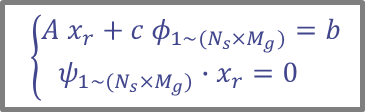 A x_r + c ϕ_{1~(N_s×M_g)} = b
ψ_{1~(N_s×M_g)} · x_r = 0